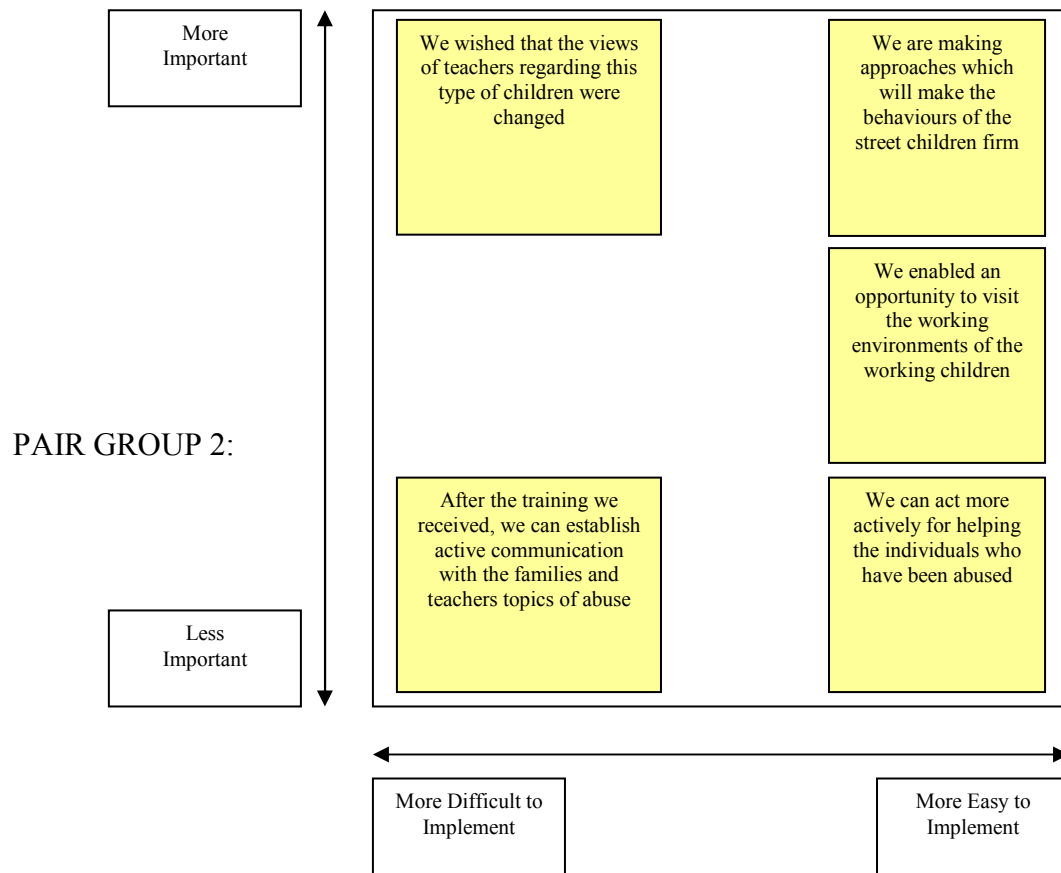 More
Important
We wished that the views
of teachers regarding this
type of children were
changed
We are making
approaches which
will make the
behaviours of the
street children firm
We enabled an
opportunity to visit
the working
environments of the
working children
PAIR GROUP 2:
After the training we
received, we can establish
active communication
with the families and
teachers topics of abuse
We can act more
actively for helping
the individuals who
have been abused
Less
Important
More Difficult to
Implement
More Easy to
Implement